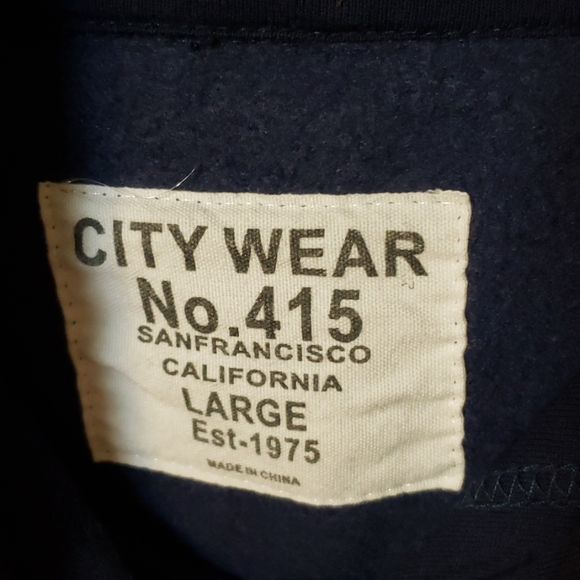 CITY WEAR
No.415
SANFRANCISCO
CALIFORNIA
LARGE
Est-1975
MADE IN CHINA